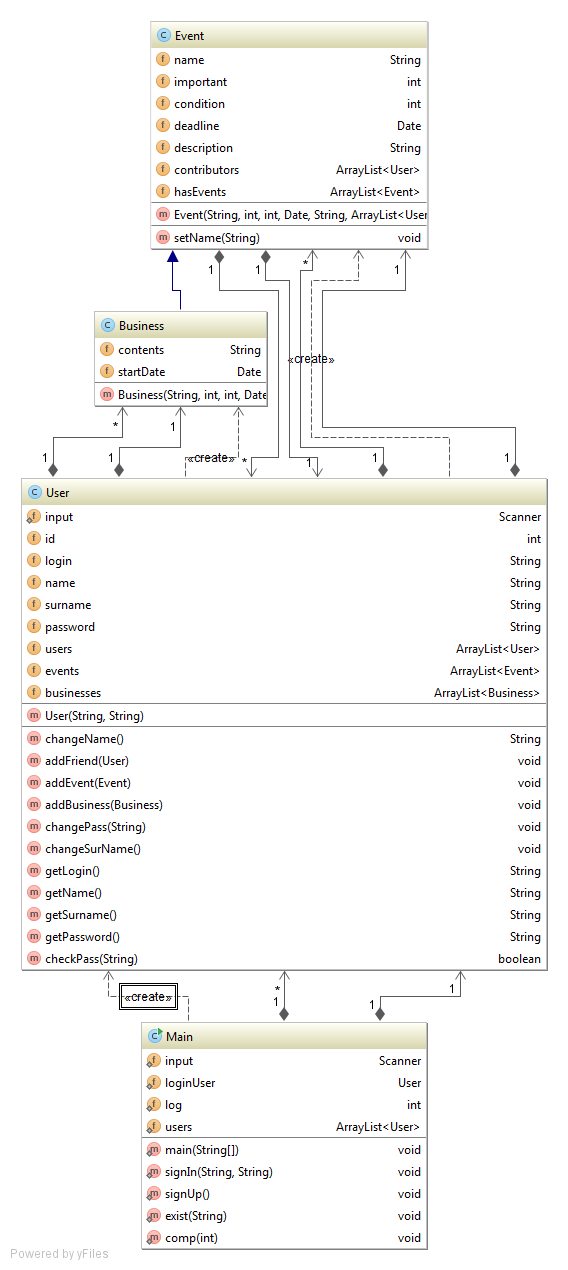 Event
name String
important int
condition int
deadline Date
description String
contributors ArrayList<User>
hasEvents ArrayList<Event>
Event(String, int, int, Date, String, ArrayList<User
setName(String) void
1 1 * 1
«create»
Business
contents String
startDate Date
Business(String, int, int, Date
* 1
1 1 «create» * 1 1 1
User
input Scanner
id int
login String
name String
surname String
password String
users ArrayList<User>
events ArrayList<Event>
businesses ArrayList<Business>
User(String, String)
changeName() String
addFriend(User) void
addEvent(Event) void
addBusiness(Business) void
changePass(String) void
changeSurName() void
getLogin() String
getName() String
getSurname() String
getPassword() String
checkPass(String) boolean
«create» * 1
1 1
Main
input Scanner
loginUser User
log int
users ArrayList<User>
main(String[]) void
signIn(String, String) void
signUp() void
exist(String) void
comp(int) void
Powered by yFiles